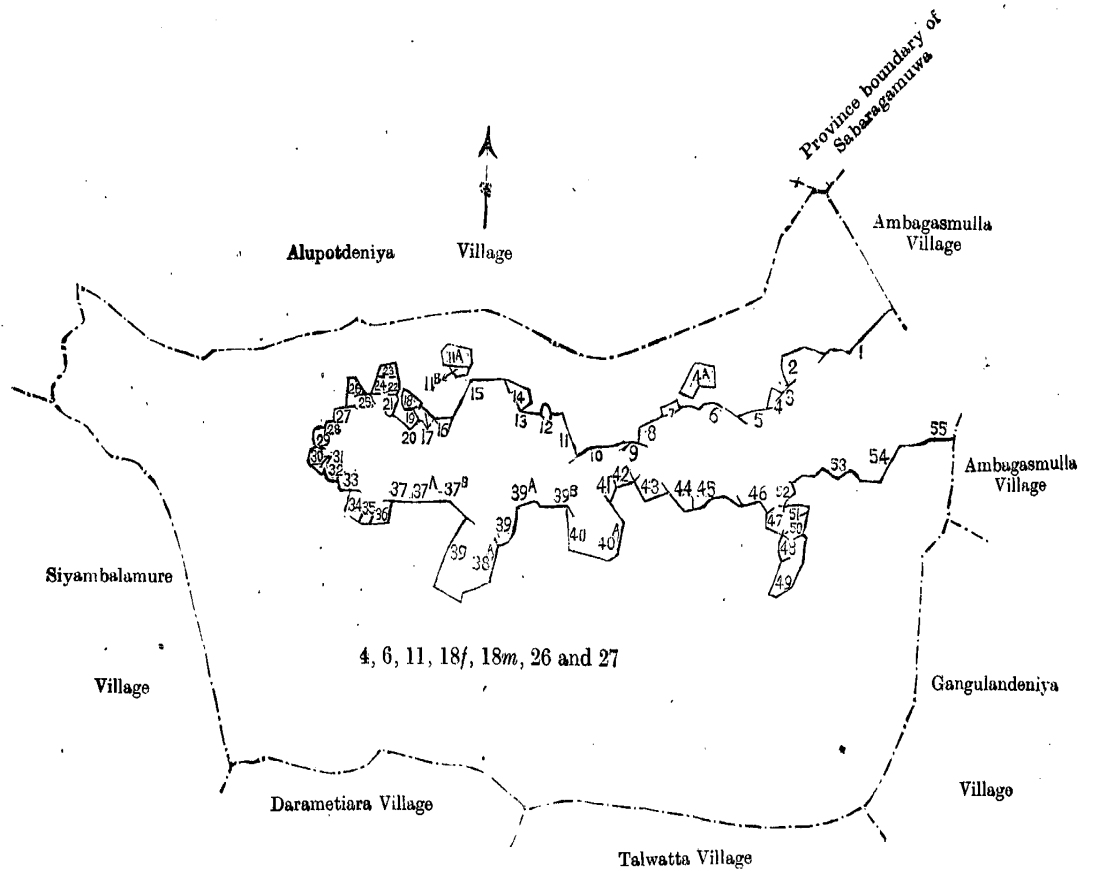 Province boundary of
Sabaragamuwa
Ambagasmulla
Village
Alupotdeniya Village
1
2
3
4
5
6
7
4A
8
9
10
11
12
13
14
15
11A
11B
16
17
18
19
20
21
22
23
24
25
26
27
28
29
30
31
32
33
34
35
36
37
37A
37B
39
38A
39
39A
39B
40
40A
41
42
43
44
45
46
47
48
49
50
51
52
53
54
55
Ambagasmulla
Village
Siyambalamure
Village
4, 6, 11, 18f, 18m, 26 and 27
Gangulandeniya
Village
Darametiara Village
Talwatta Village